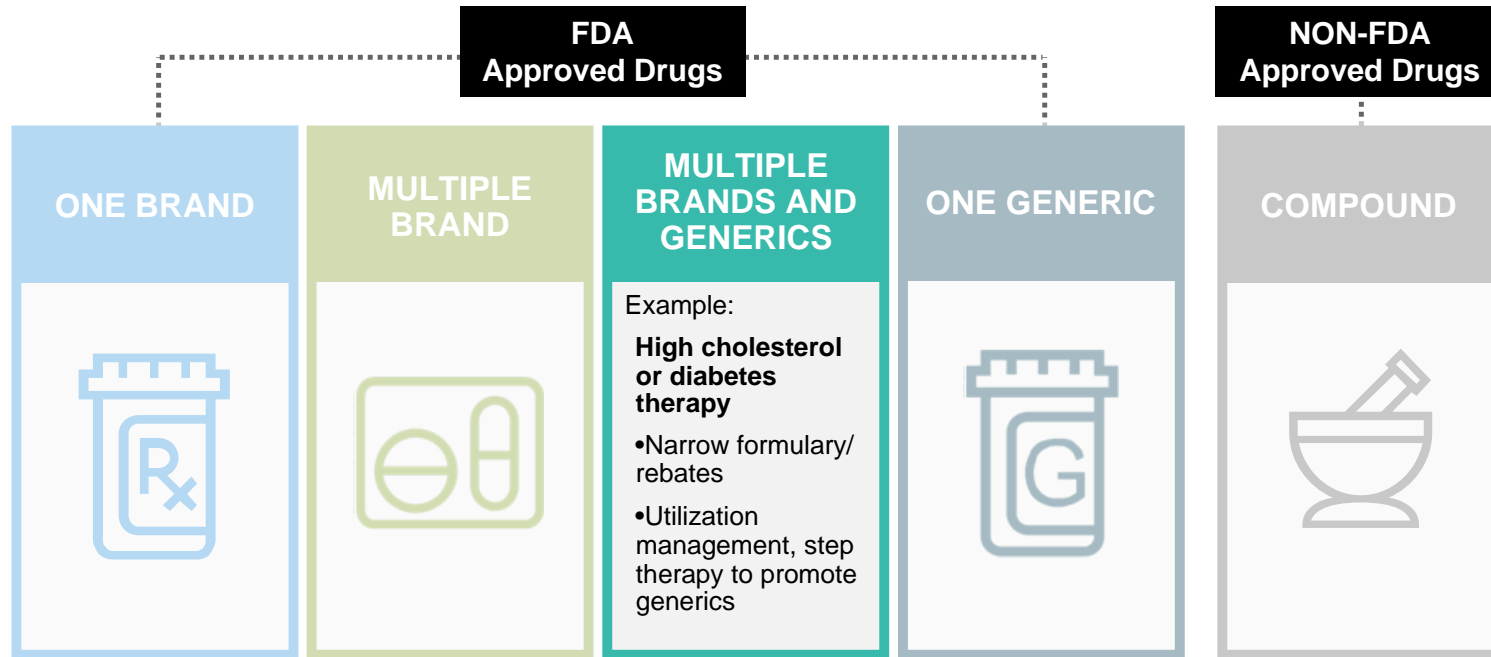 FDA
Approved Drugs
NON-FDA
Approved Drugs
ONE BRAND
MULTIPLE
BRAND
MULTIPLE
BRANDS AND
GENERICS
ONE GENERIC
COMPOUND
Rx
Example:
High cholesterol
or diabetes
therapy
•Narrow formulary/
rebates
•Utilization
management, step
therapy to promote
generics
G